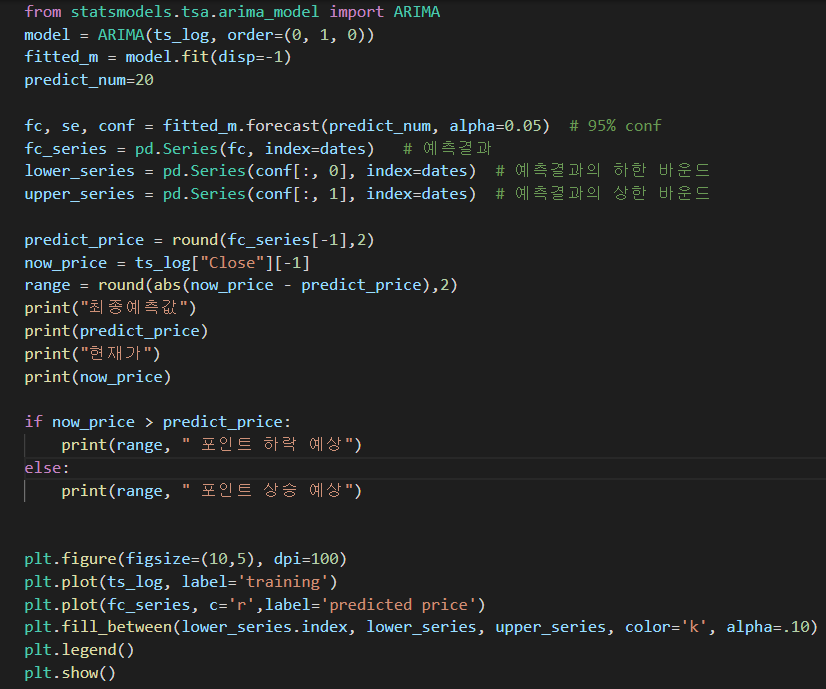 from statsmodels.tsa.arima_model import ARIMA
model = ARIMA(ts_log, order=(0, 1, 0))
fitted_m = model.fit(disp=-1)
predict_num=20
fc, se, conf = fitted_m.forecast(predict_num, alpha=0.05)  # 95% conf
fc_series = pd.Series(fc, index=dates)   # 예측결과
lower_series = pd.Series(conf[:, 0], index=dates)  # 예측결과의 하한 바운드
upper_series = pd.Series(conf[:, 1], index=dates)  # 예측결과의 상한 바운드
predict_price = round(fc_series[-1],2)
now_price = ts_log["Close"][-1]
range = round(abs(now_price - predict_price),2)
print("최종예측값")
print(predict_price)
print("현재가")
print(now_price)
if now_price > predict_price:
    print(range, " 포인트 하락 예상")
else:
    print(range, " 포인트 상승 예상")
plt.figure(figsize=(10,5), dpi=100)
plt.plot(ts_log, label='training')
plt.plot(fc_series, c='r',label='predicted price')
plt.fill_between(lower_series.index, lower_series, upper_series, color='k', alpha=.10)
plt.legend()
plt.show()